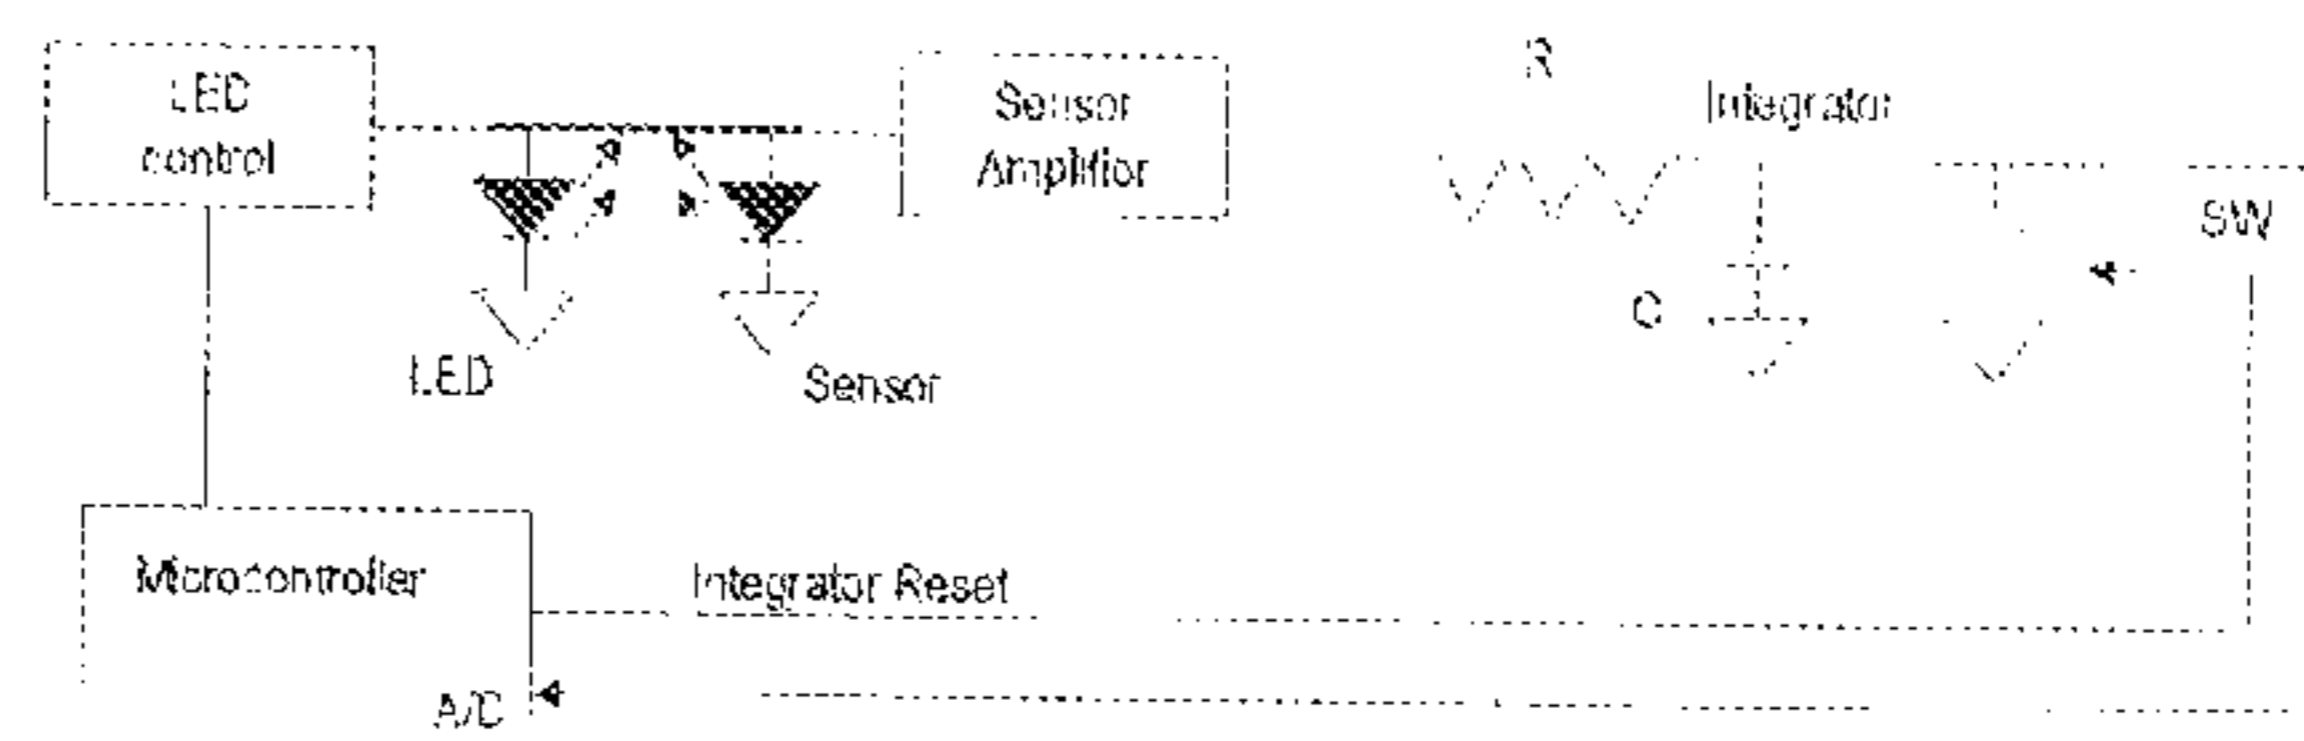 LED
control
Sensor
Amplifier
R
Integrator
SW
C
LED
Sensor
Microcontroller
Integrator Reset
A/D